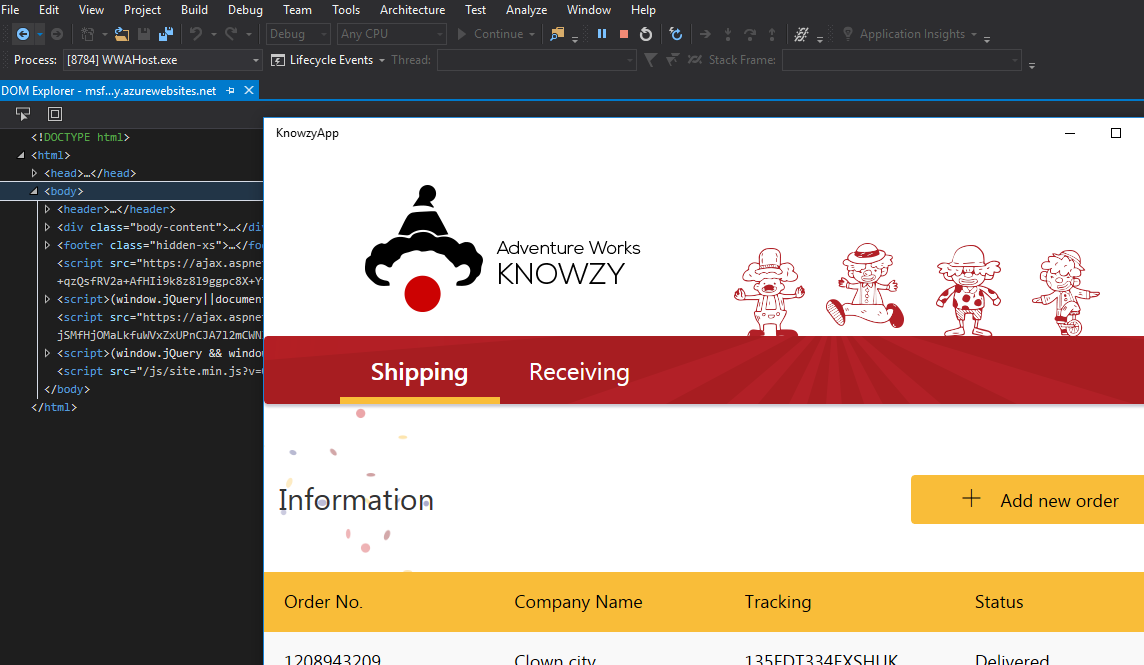 File Edit View Project Build Debug Team Tools Architecture Test Analyze Window Help
Debug Any CPU Continue Application Insights
Process: [8784] WWAHost.exe Lifecycle Events Thread: Stack Frame:
DOM Explorer - msf...y.azurewebsites.net
<!DOCTYPE html>
<html>
<head>…</head>
<body>
<header>…</header>
<div class="body-content">…</di
<footer class="hidden-xs">…</fo
<script src="https://ajax.aspne
+qzQsfRV2a+AfHIi9k8z8l9ggpc8X+Y
<script>(window.jQuery||documen
<script src="https://ajax.aspne
jSMfHjOMaLkfuWVxZxUPnCJA7l2mCWN
<script>(window.jQuery && windo
<script src="/js/site.min.js?v=
</body>
</html>
KnowzyApp
Adventure Works
KNOWZY
Shipping Receiving
Information
Add new order
Order No. Company Name Tracking Status
1208943209 Clown city 135FDT334FXSHUK Delivered